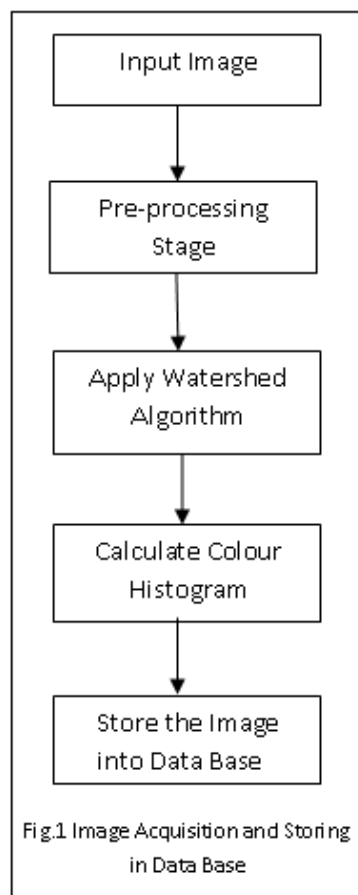 Input Image
Pre-processing
Stage
Apply Watershed
Algorithm
Calculate Colour
Histogram
Store the Image
into Data Base
Fig.1 Image Acquisition and Storing
in Data Base